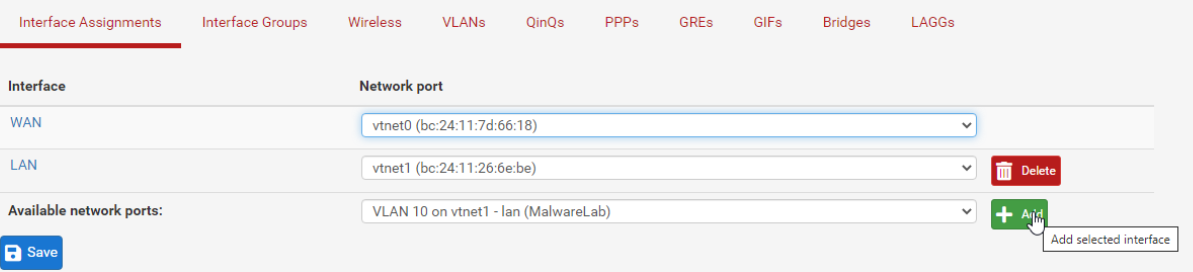 Interface Assignments Interface Groups Wireless VLANs QinQs PPPs GREs GIFs Bridges LAGGs
Interface Network port
WAN vtnet0 (bc:24:11:7d:66:18)
LAN vtnet1 (bc:24:11:26:6e:be) Delete
Available network ports: VLAN 10 on vtnet1 - lan (MalwareLab) Add
Add selected interface
Save